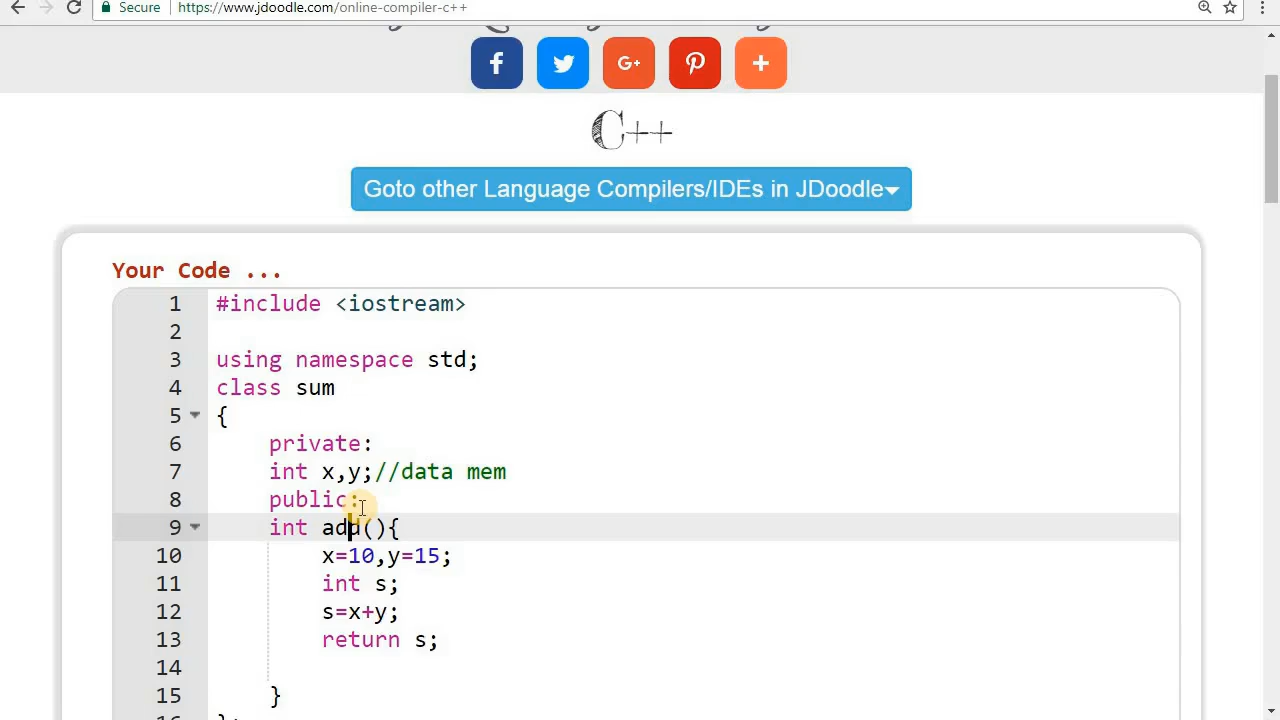 Secure https://www.jdoodle.com/online-compiler-c++
f G+ +
C++
Goto other Language Compilers/IDEs in JDoodle
Your Code ...
1 #include <iostream>
2
3 using namespace std;
4 class sum
5 {
6 private:
7 int x,y;//data mem
8 public:
9 int add(){
10 x=10,y=15;
11 int s;
12 s=x+y;
13 return s;
14
15 }